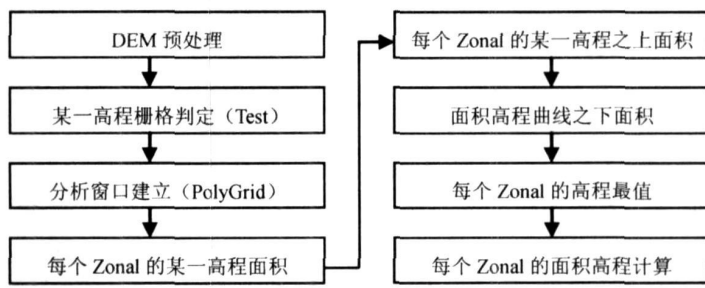 DEM 预处理
某一高程栅格判定（Test）
分析窗口建立（PolyGrid）
每个 Zonal 的某一高程面积
每个 Zonal 的某一高程之上面积
面积高程曲线之下面积
每个 Zonal 的高程最值
每个 Zonal 的面积高程计算